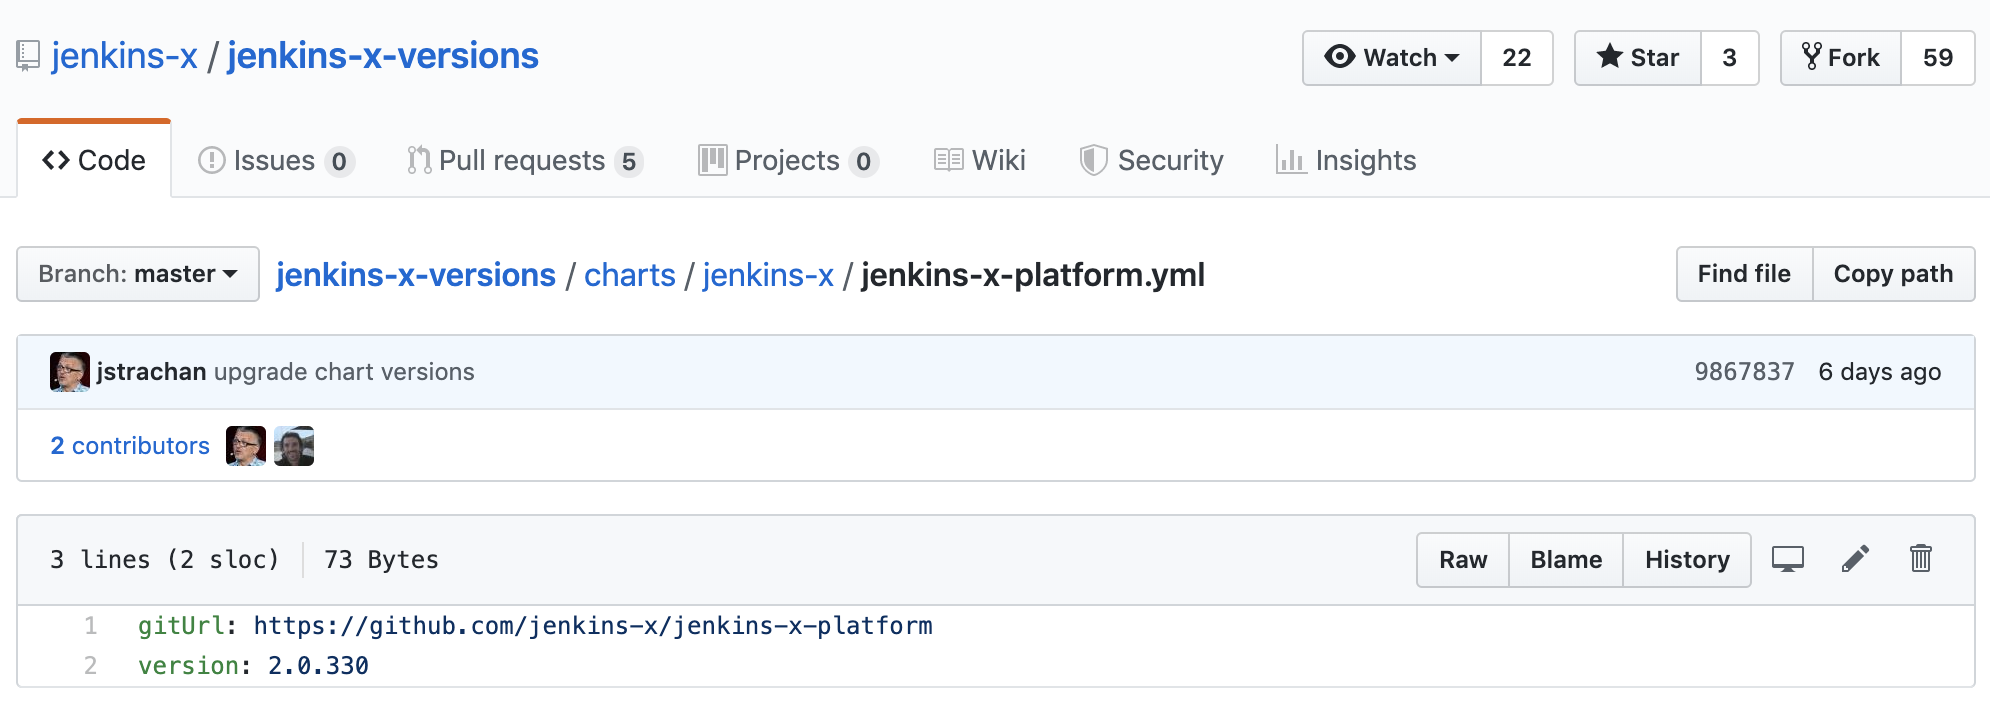 jenkins-x / jenkins-x-versions
Watch 22 Star 3 Fork 59
Code Issues 0 Pull requests 5 Projects 0 Wiki Security Insights
Branch: master jenkins-x-versions / charts / jenkins-x / jenkins-x-platform.yml Find file Copy path
jstrachan upgrade chart versions 9867837 6 days ago
2 contributors
3 lines (2 sloc) 73 Bytes Raw Blame History
1 gitUrl: https://github.com/jenkins-x/jenkins-x-platform
2 version: 2.0.330